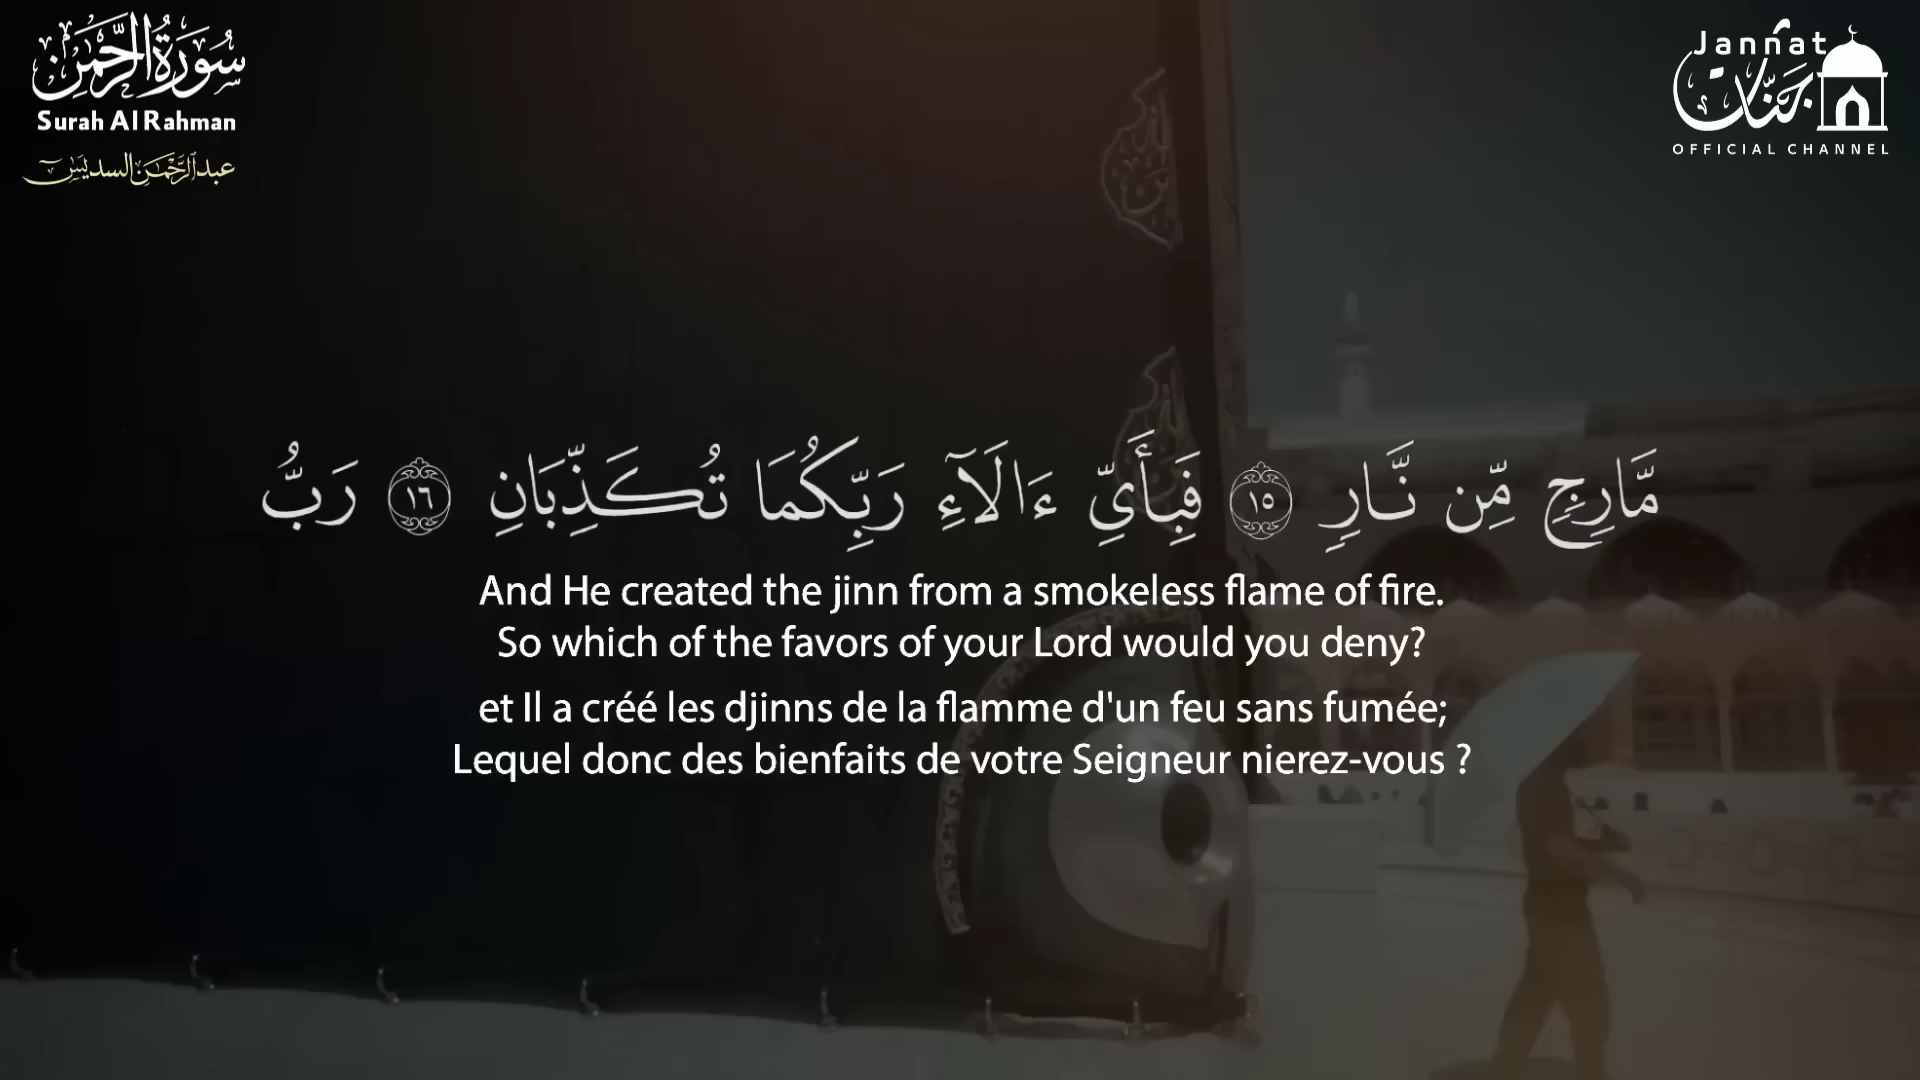 سُورَةُ الرَّحْمَٰن
Surah Al Rahman
عبدالرَّحْمَٰن السديس
Jannat
جَنَّات
OFFICIAL CHANNEL
مَّارِجٍ مِّن نَّارٍ ۝١٥ فَبِأَىِّ ءَالَآءِ رَبِّكُمَا تُكَذِّبَانِ ۝١٦ رَبُّ
And He created the jinn from a smokeless flame of fire.
So which of the favors of your Lord would you deny?
et Il a créé les djinns de la flamme d'un feu sans fumée;
Lequel donc des bienfaits de votre Seigneur nierez-vous ?